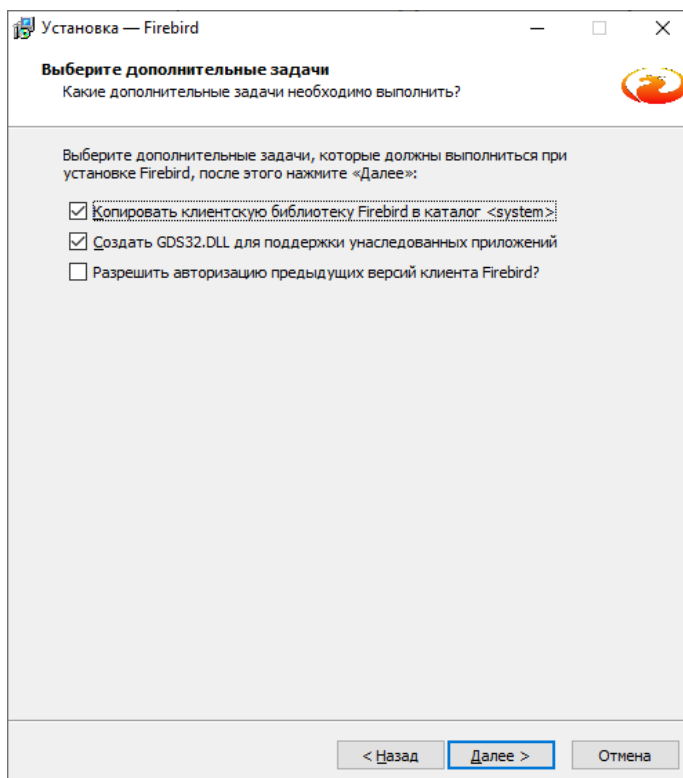 Установка — Firebird
Выберите дополнительные задачи
Какие дополнительные задачи необходимо выполнить?
Выберите дополнительные задачи, которые должны выполниться при
установке Firebird, после этого нажмите «Далее»:
Копировать клиентскую библиотеку Firebird в каталог <system>
Создать GDS32.DLL для поддержки унаследованных приложений
Разрешить авторизацию предыдущих версий клиента Firebird?
< Назад Далее > Отмена